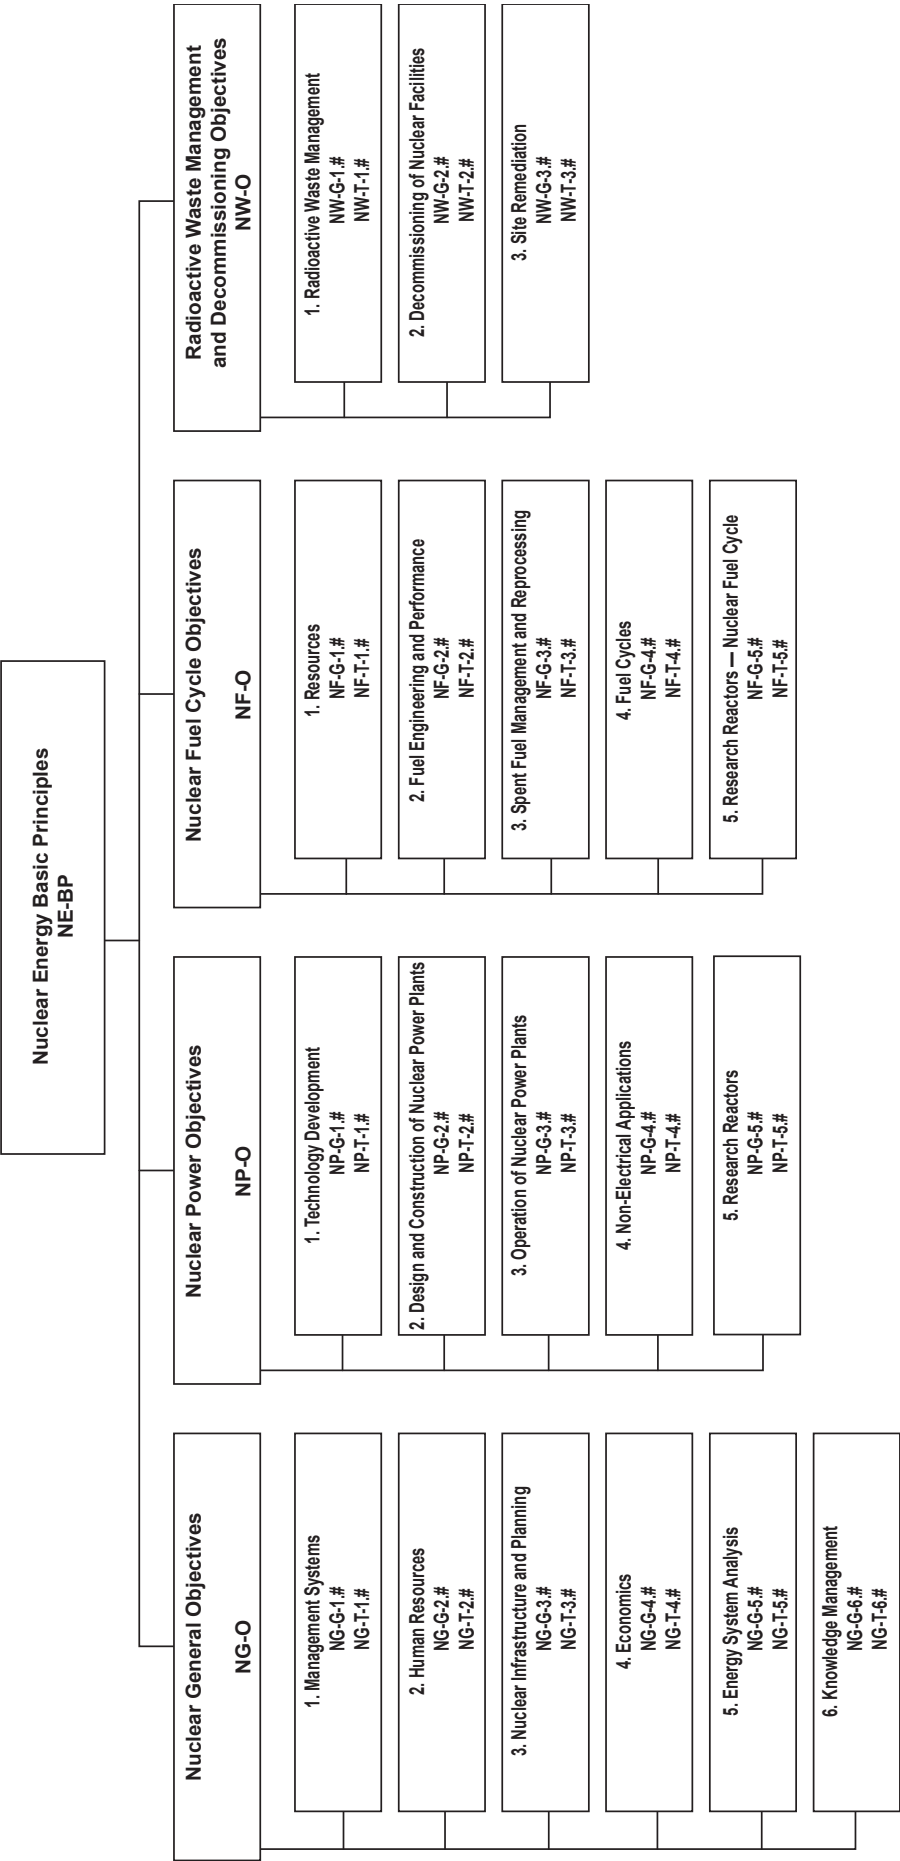 Nuclear Energy Basic Principles
NE-BP
Nuclear General Objectives
NG-O
1. Management Systems
NG-G-1.#
NG-T-1.#
2. Human Resources
NG-G-2.#
NG-T-2.#
3. Nuclear Infrastructure and Planning
NG-G-3.#
NG-T-3.#
4. Economics
NG-G-4.#
NG-T-4.#
5. Energy System Analysis
NG-G-5.#
NG-T-5.#
6. Knowledge Management
NG-G-6.#
NG-T-6.#
Nuclear Power Objectives
NP-O
1. Technology Development
NP-G-1.#
NP-T-1.#
2. Design and Construction of Nuclear Power Plants
NP-G-2.#
NP-T-2.#
3. Operation of Nuclear Power Plants
NP-G-3.#
NP-T-3.#
4. Non-Electrical Applications
NP-G-4.#
NP-T-4.#
5. Research Reactors
NP-G-5.#
NP-T-5.#
Nuclear Fuel Cycle Objectives
NF-O
1. Resources
NF-G-1.#
NF-T-1.#
2. Fuel Engineering and Performance
NF-G-2.#
NF-T-2.#
3. Spent Fuel Management and Reprocessing
NF-G-3.#
NF-T-3.#
4. Fuel Cycles
NF-G-4.#
NF-T-4.#
5. Research Reactors — Nuclear Fuel Cycle
NF-G-5.#
NF-T-5.#
Radioactive Waste Management
and Decommissioning Objectives
NW-O
1. Radioactive Waste Management
NW-G-1.#
NW-T-1.#
2. Decommissioning of Nuclear Facilities
NW-G-2.#
NW-T-2.#
3. Site Remediation
NW-G-3.#
NW-T-3.#